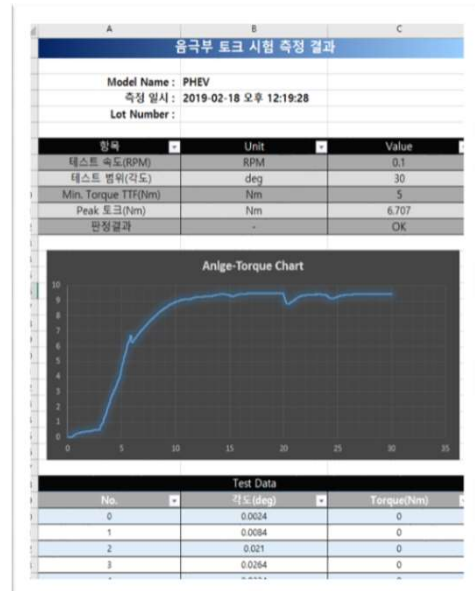 A B C
음극부 토크 시험 측정 결과
Model Name : PHEV
측정 일시 : 2019-02-18 오후 12:19:28
Lot Number :
항목 Unit Value
테스트 속도(RPM) RPM 0.1
테스트 범위(각도) deg 30
Min. Torque TTF(Nm) Nm 5
Peak 토크(Nm) Nm 6.707
판정결과 - OK
Anlge-Torque Chart
10
9
8
7
6
5
4
3
2
1
0
0 5 10 15 20 25 30 35
Test Data
No. 각도(deg) Torque(Nm)
0 0.0024 0
1 0.0084 0
2 0.021 0
3 0.0264 0